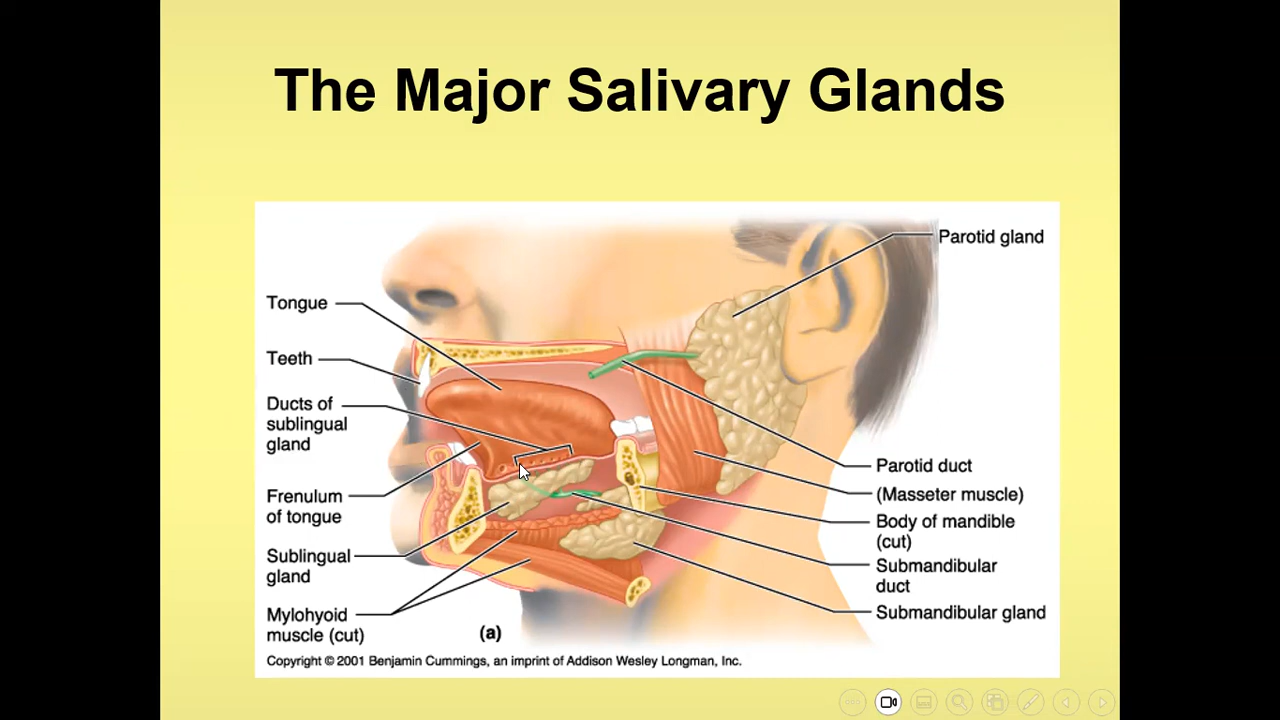 The Major Salivary Glands
Parotid gland
Tongue
Teeth
Ducts of
sublingual
gland
Frenulum
of tongue
Sublingual
gland
Mylohyoid
muscle (cut)
Parotid duct
(Masseter muscle)
Body of mandible
(cut)
Submandibular
duct
Submandibular gland
(a)
Copyright © 2001 Benjamin Cummings, an imprint of Addison Wesley Longman, Inc.